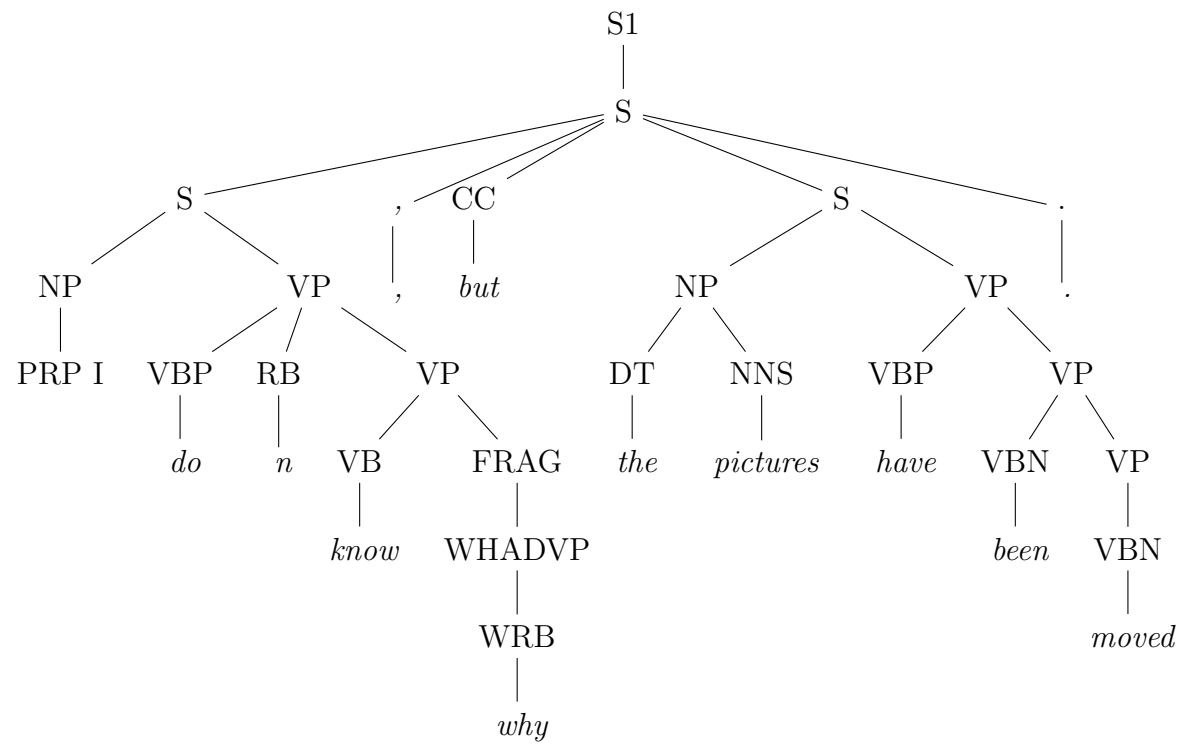 S1
S
S , CC S .
NP VP , but NP VP .
PRP I VBP RB VP DT NNS VBP VP
do n VB FRAG the pictures have VBN VP
know WHADVP been VBN
WRB moved
why